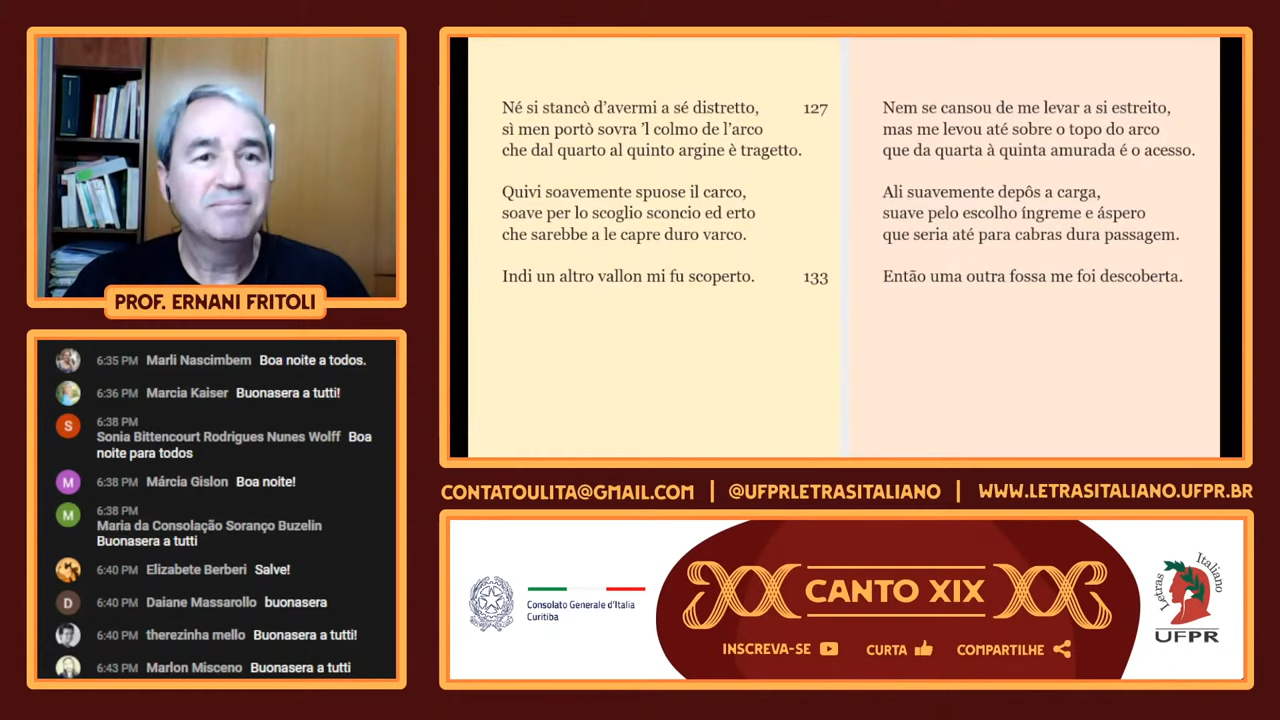 PROF. ERNANI FRITOLI
6:35 PM Marli Nascimbem Boa noite a todos.
6:36 PM Marcia Kaiser Buonasera a tutti!
S
6:38 PM
Sonia Bittencourt Rodrigues Nunes Wolff Boa
noite para todos
M
6:38 PM Márcia Gislon Boa noite!
M
6:38 PM
Maria da Consolação Soranço Buzelin
Buonasera a tutti
6:40 PM Elizabete Berberi Salve!
D
6:40 PM Daiane Massarollo buonasera
6:40 PM therezinha mello Buonasera a tutti!
6:43 PM Marlon Misceno Buonasera a tutti
Né si stancò d’avermi a sé distretto, 127
sì men portò sovra ’l colmo de l’arco
che dal quarto al quinto argine è tragetto.
Quivi soavemente spuose il carco,
soave per lo scoglio sconcio ed erto
che sarebbe a le capre duro varco.
Indi un altro vallon mi fu scoperto. 133
Nem se cansou de me levar a si estreito,
mas me levou até sobre o topo do arco
que da quarta à quinta amurada é o acesso.
Ali suavemente depôs a carga,
suave pelo escolho íngreme e áspero
que seria até para cabras dura passagem.
Então uma outra fossa me foi descoberta.
CONTATOULITA@GMAIL.COM | @UFPRLETRASITALIANO | WWW.LETRASITALIANO.UFPR.BR
Consolato Generale d'Italia
Curitiba
CANTO XIX
INSCREVA-SE CURTA COMPARTILHE
Letras Italiano
UFPR